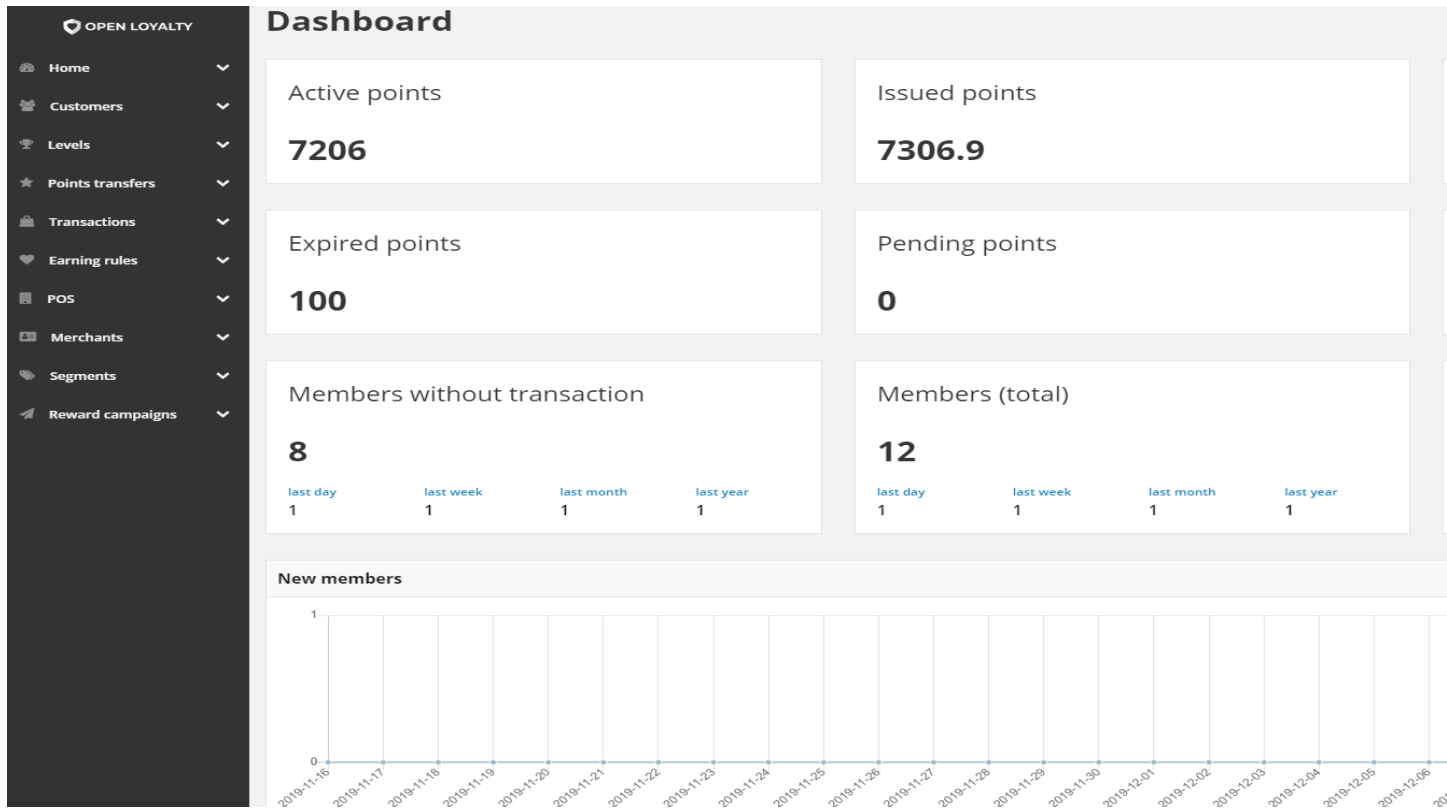 OPEN LOYALTY
Home
Customers
Levels
Points transfers
Transactions
Earning rules
POS
Merchants
Segments
Reward campaigns
Dashboard
Active points
7206
Issued points
7306.9
Expired points
100
Pending points
0
Members without transaction
8
last day last week last month last year
1 1 1 1
Members (total)
12
last day last week last month last year
1 1 1 1
New members
1
0
2019-11-16 2019-11-17 2019-11-18 2019-11-19 2019-11-20 2019-11-21 2019-11-22 2019-11-23 2019-11-24 2019-11-25 2019-11-26 2019-11-27 2019-11-28 2019-11-29 2019-11-30 2019-12-01 2019-12-02 2019-12-03 2019-12-04 2019-12-05 2019-12-06